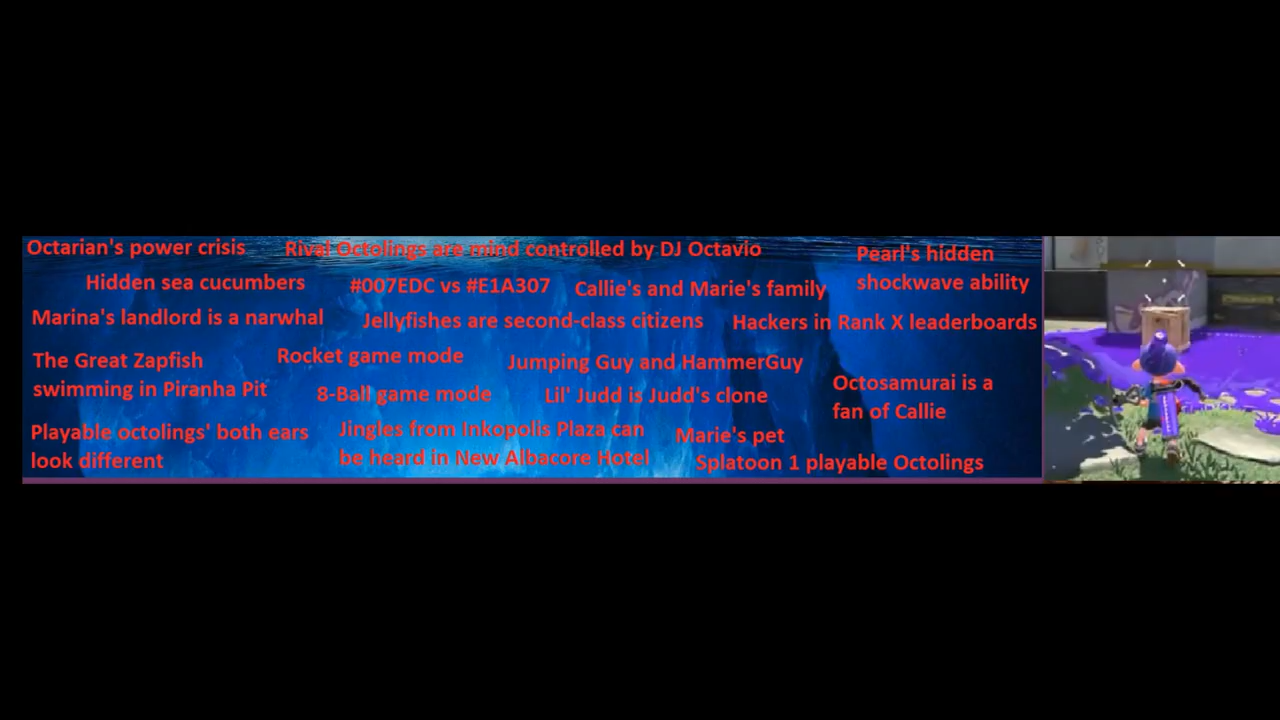 Octarian's power crisis
Rival Octolings are mind controlled by DJ Octavio
Pearl's hidden
shockwave ability
Hidden sea cucumbers
#007EDC vs #E1A307
Callie's and Marie's family
Marina's landlord is a narwhal
Jellyfishes are second-class citizens
Hackers in Rank X leaderboards
The Great Zapfish
swimming in Piranha Pit
Rocket game mode
Jumping Guy and HammerGuy
8-Ball game mode
Lil' Judd is Judd's clone
Octosamurai is a
fan of Callie
Playable octolings' both ears
look different
Jingles from Inkopolis Plaza can
be heard in New Albacore Hotel
Marie's pet
Splatoon 1 playable Octolings